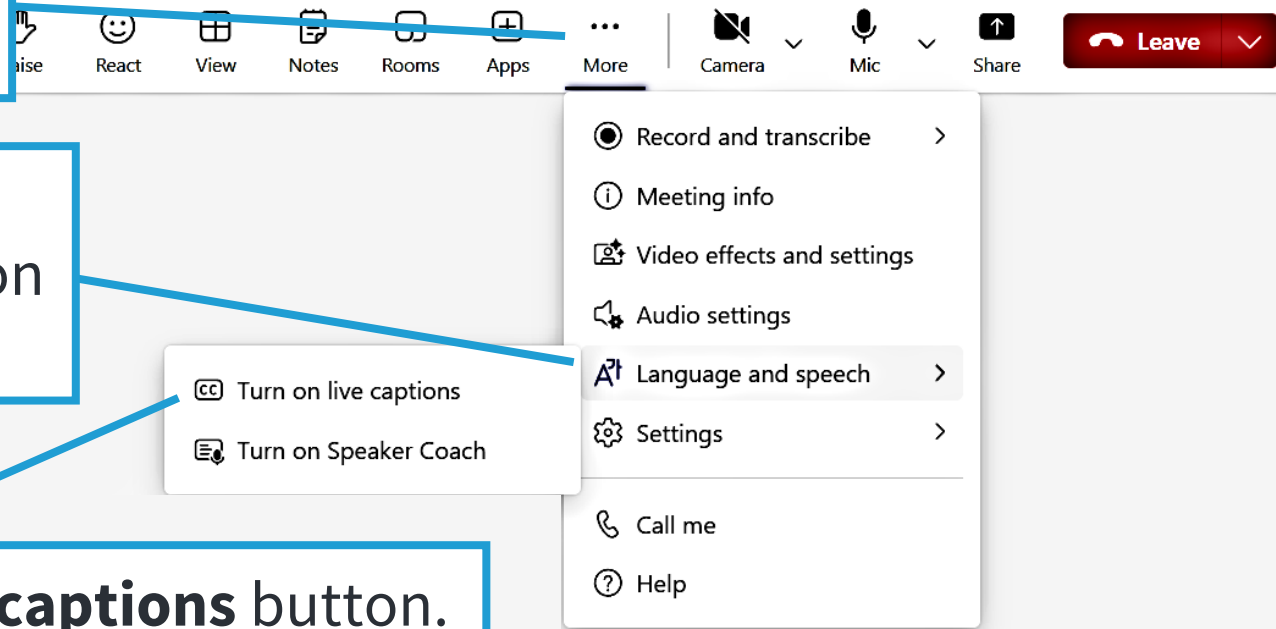 aise React View Notes Rooms Apps More Camera Mic Share Leave
Record and transcribe
Meeting info
Video effects and settings
on
Audio settings
Language and speech
CC Turn on live captions
Settings
Turn on Speaker Coach
Call me
Help
captions button.